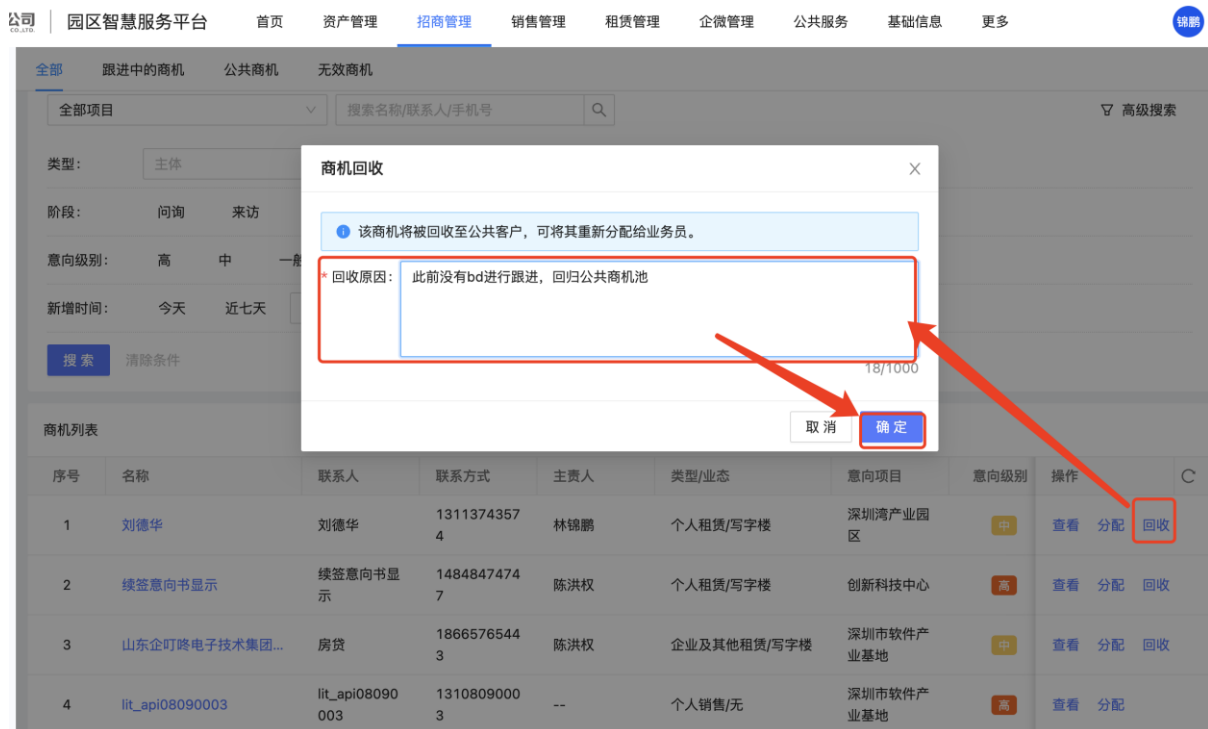 公司 园区智慧服务平台 首页 资产管理 招商管理 销售管理 租赁管理 企微管理 公共服务 基础信息 更多 锦鹏
CO.,LTD.
全部 跟进中的商机 公共商机 无效商机
全部项目 搜索名称/联系人/手机号 高级搜索
类型： 主体
商机回收
阶段： 问询 来访
该商机将被回收至公共客户，可将其重新分配给业务员。
意向级别： 高 中 一般
* 回收原因： 此前没有bd进行跟进，回归公共商机池
新增时间： 今天 近七天
搜 索 清除条件
18/1000
取 消 确 定
商机列表
序号 名称 联系人 联系方式 主责人 类型/业态 意向项目 意向级别 操作
1 刘德华 刘德华 1311374357 林锦鹏 个人租赁/写字楼 深圳湾产业园 中 查看 分配 回收
4 区
2 续签意向书显示 续签意向书显 1484847474 陈洪权 个人租赁/写字楼 创新科技中心 高 查看 分配 回收
示 7
3 山东企叮咚电子技术集团... 房贷 1866576544 陈洪权 企业及其他租赁/写字楼 深圳市软件产 中 查看 分配 回收
3 业基地
4 lit_api08090003 lit_api08090 1310809000 -- 个人销售/无 深圳市软件产 高 查看 分配
003 3 业基地